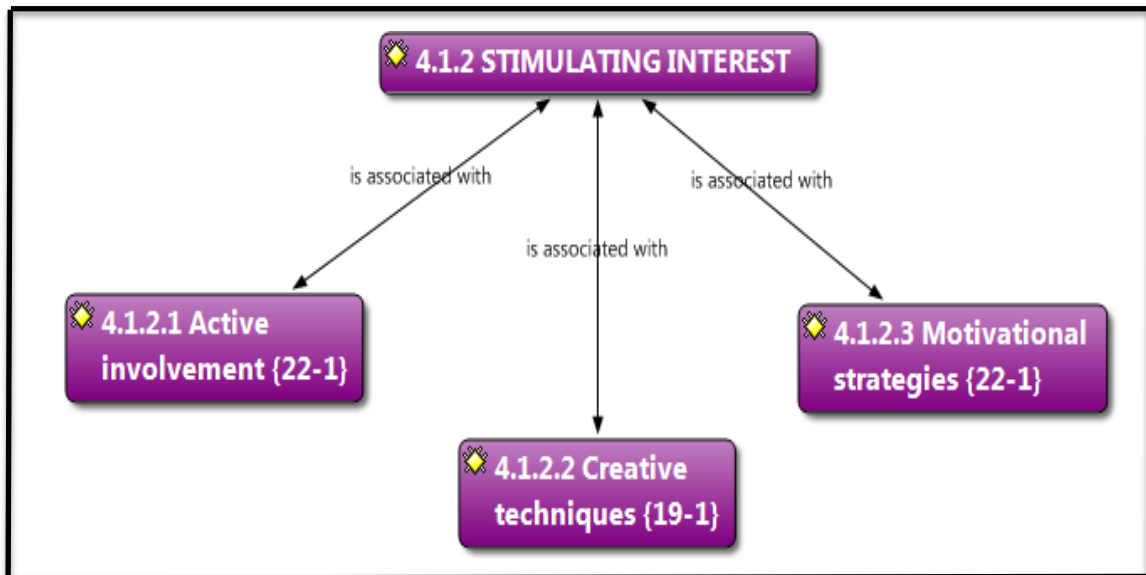 4.1.2 STIMULATING INTEREST
is associated with
is associated with
is associated with
4.1.2.1 Active
involvement {22-1}
4.1.2.3 Motivational
strategies {22-1}
4.1.2.2 Creative
techniques {19-1}